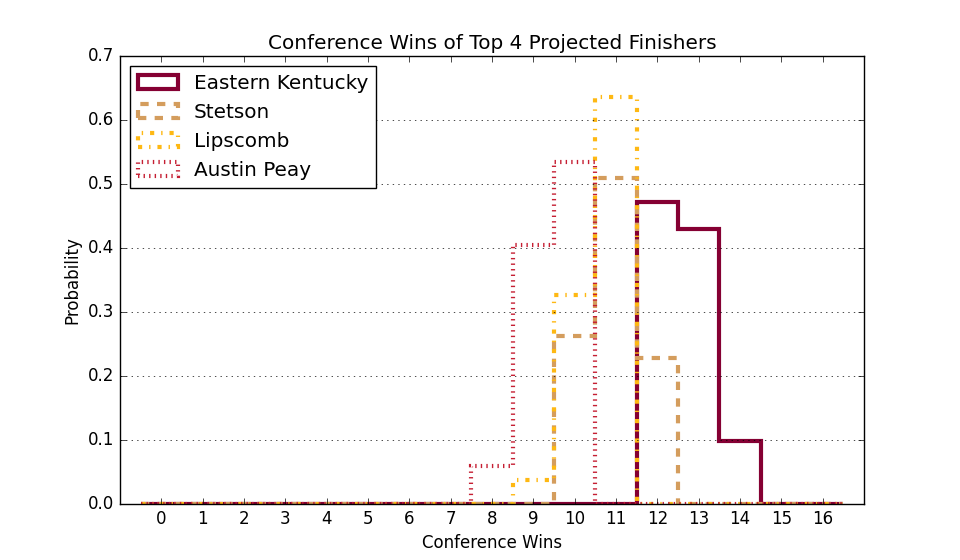 Conference Wins of Top 4 Projected Finishers
0.7
0.6
0.5
0.4
0.3
0.2
0.1
0.0
Probability
Eastern Kentucky
Stetson
Lipscomb
Austin Peay
0 1 2 3 4 5 6 7 8 9 10 11 12 13 14 15 16
Conference Wins